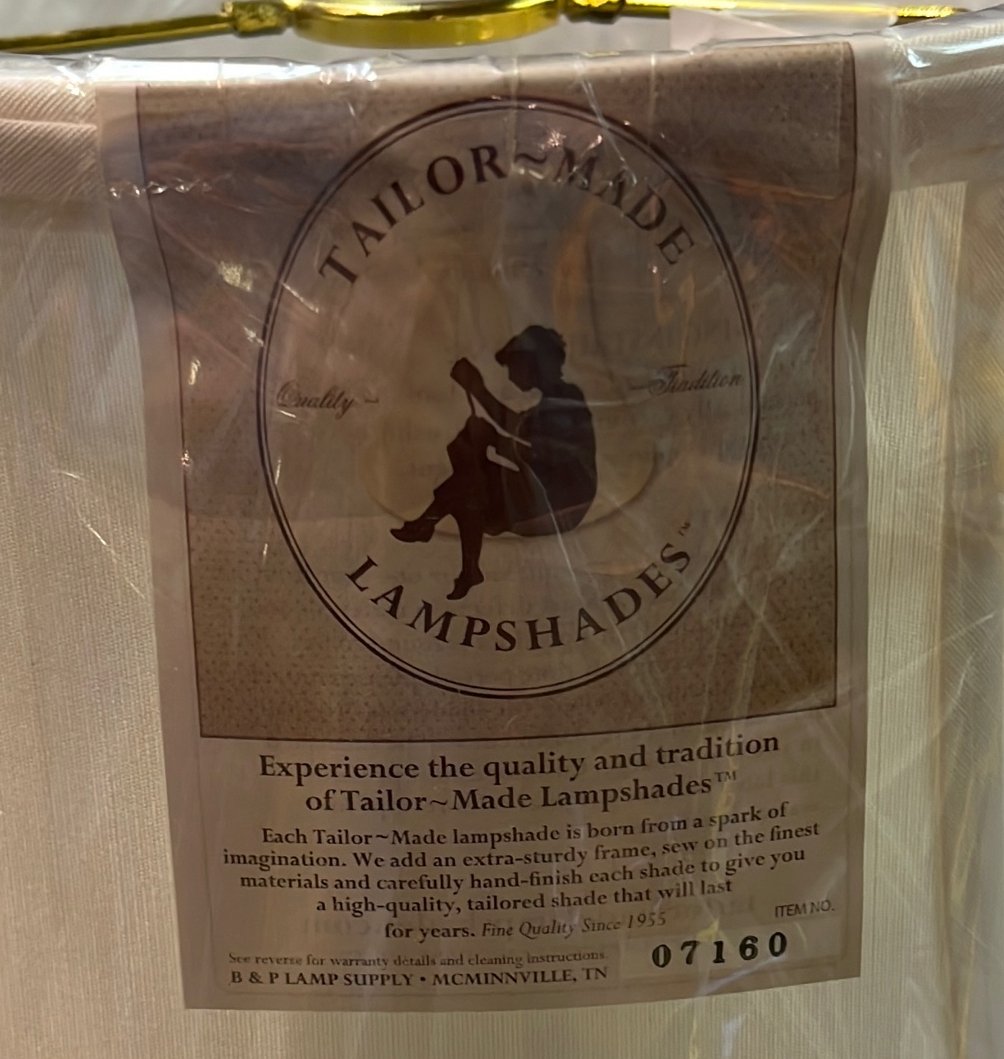 TAILOR~MADE
Quality ~
~ Tradition
LAMPSHADES™
Experience the quality and tradition
of Tailor~Made Lampshades™
Each Tailor~Made lampshade is born from a spark of
imagination. We add an extra-sturdy frame, sew on the finest
materials and carefully hand-finish each shade to give you
a high-quality, tailored shade that will last
for years. Fine Quality Since 1955
ITEM NO.
07160
See reverse for warranty details and cleaning instructions.
B & P LAMP SUPPLY • MCMINNVILLE, TN